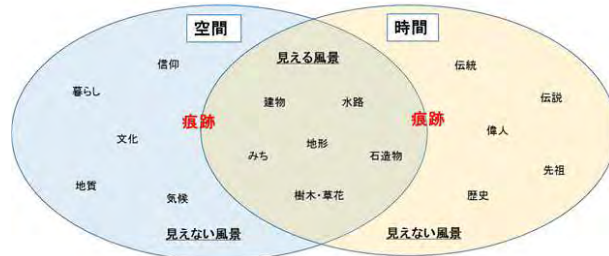 空間
時間
信仰
見える風景
伝統
暮らし
建物
水路
伝説
痕跡
痕跡
文化
偉人
地形
みち
石造物
先祖
地質
気候
樹木・草花
歴史
見えない風景
見えない風景